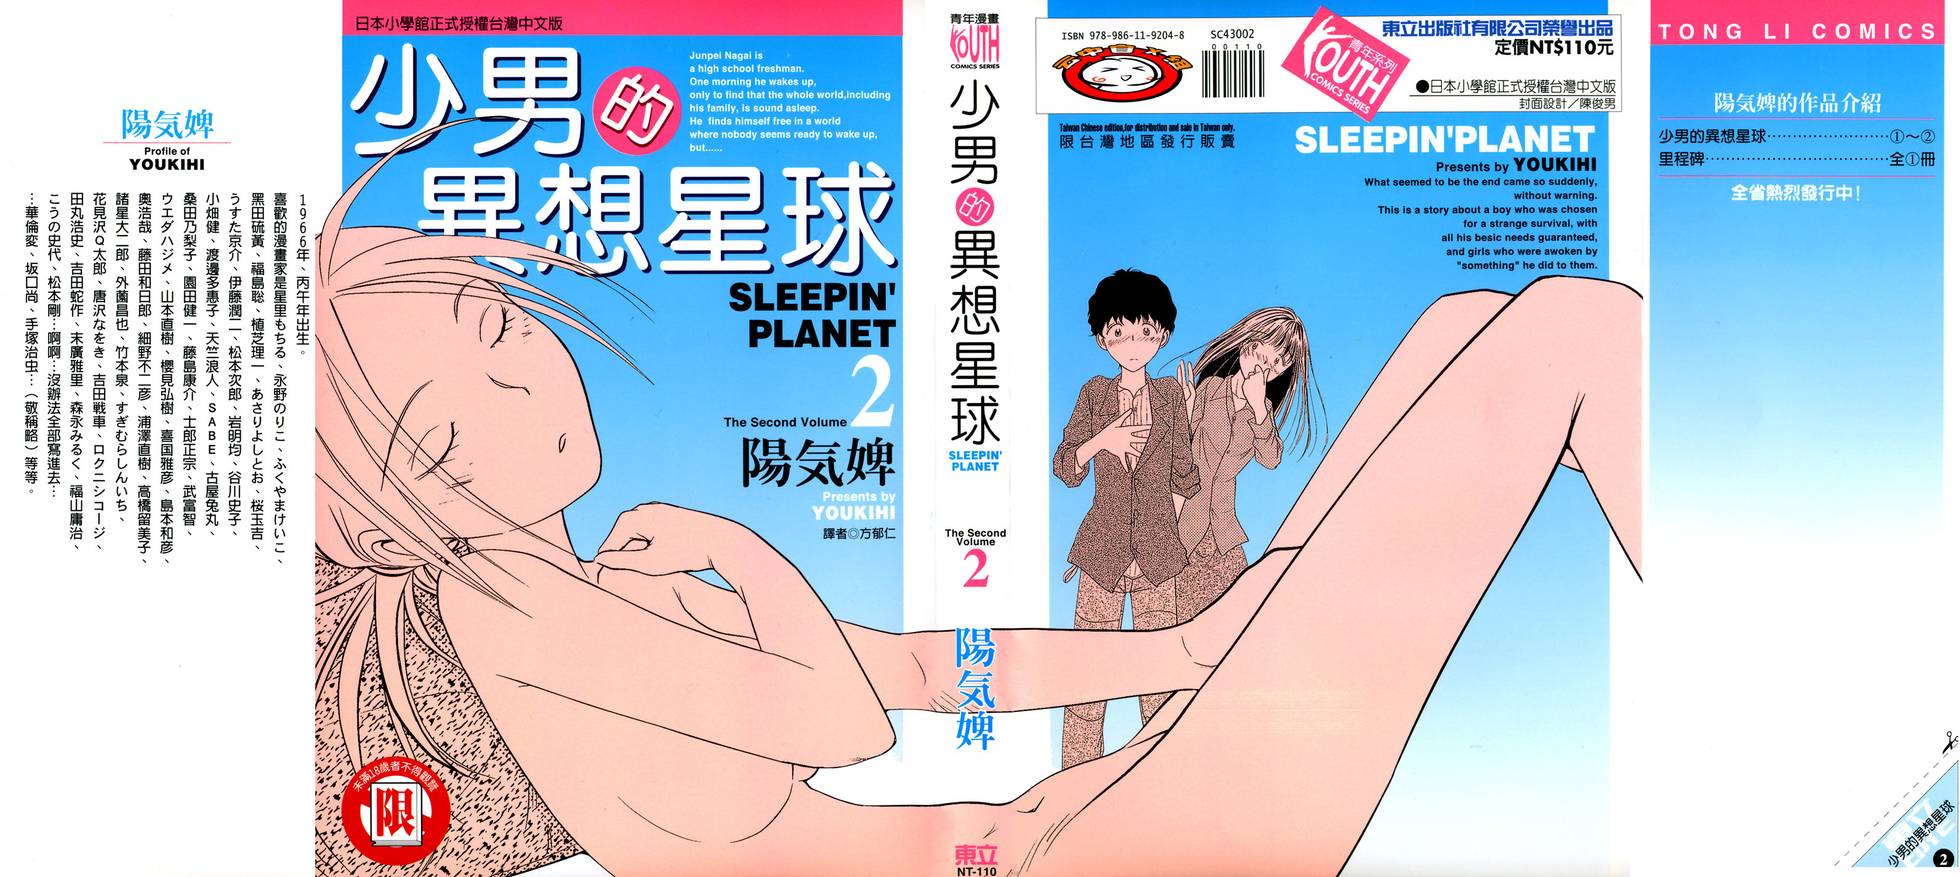 陽気婢
Profile of
YOUKIHI
1966年、丙午年出生。
喜歡的漫畫家是星里もちる、永野のりこ、ふくやまけいこ、
黑田硫黃、福島聡、植芝理一、あさりよしとお、桜玉吉、
うすた京介、伊藤潤二、松本次郎、岩明均、谷川史子、
小畑健、渡邊多惠子、天竺浪人、SABE、古屋兔丸、
桑田乃梨子、園田健一、藤島康介、士郎正宗、武富智、
ウエダハジメ、山本直樹、櫻見弘樹、喜国雅彦、島本和彦、
奧浩哉、藤田和日郎、細野不二彦、浦澤直樹、高橋留美子、
諸星大二郎、外薗昌也、竹本泉、すぎむらしんいち、
花見沢Q太郎、唐沢なをき、吉田戦車、ロクニシコージ、
田丸浩史、吉田蛇作、末廣雅里、森永みるく、福山庸治、
こうの史代、松本剛…啊啊…沒辦法全部寫進去…
…華倫変、坂口尚、手塚治虫…（敬稱略）等等。
日本小學館正式授權台灣中文版
少男的
異想星球
Junpei Nagai is
a high school freshman.
One morning he wakes up,
only to find that the whole world,including
his family, is sound asleep.
He finds himself free in a world
where nobody seems ready to wake up,
but......
SLEEPIN'
PLANET
2
The Second Volume
陽気婢
Presents by
YOUKIHI
譯者◎方郁仁
未滿18歲者不得觀覽
限
青年漫畫
YOUTH
COMICS SERIES
少男的異想星球
SLEEPIN'
PLANET
The Second
Volume
2
陽気婢
東立
NT-110
ISBN 978-986-11-9204-8
SC43002
00110
YOUTH
青年系列
COMICS SERIES
東立出版社有限公司榮譽出品
定價NT$110元
●日本小學館正式授權台灣中文版
封面設計／陳俊男
Taiwan Chinese edition,for distribution and sale in Taiwan only.
限台灣地區發行販賣
SLEEPIN'PLANET
Presents by YOUKIHI
What seemed to be the end came so suddenly,
without warning.
This is a story about a boy who was chosen
for a strange survival, with
all his besic needs guaranteed,
and girls who were awoken by
"something" he did to them.
TONG LI COMICS
陽気婢的作品介紹
少男的異想星球……………………①～②
里程碑………………………………全①冊
全省熱烈發行中!
少男的異想星球
2